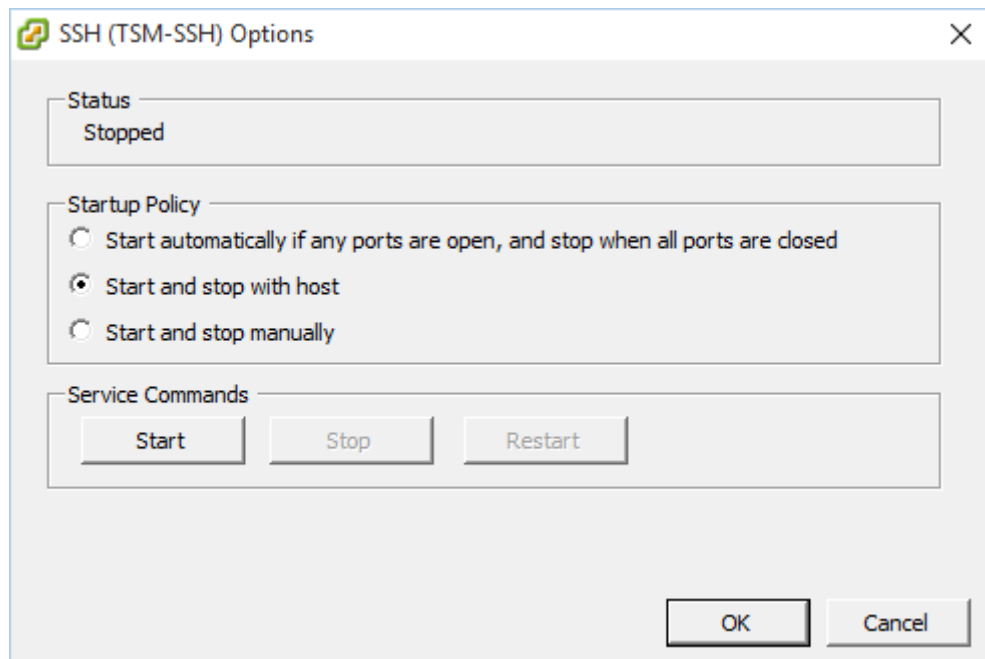 SSH (TSM-SSH) Options
Status
Stopped
Startup Policy
Start automatically if any ports are open, and stop when all ports are closed
Start and stop with host
Start and stop manually
Service Commands
Start Stop Restart
OK Cancel